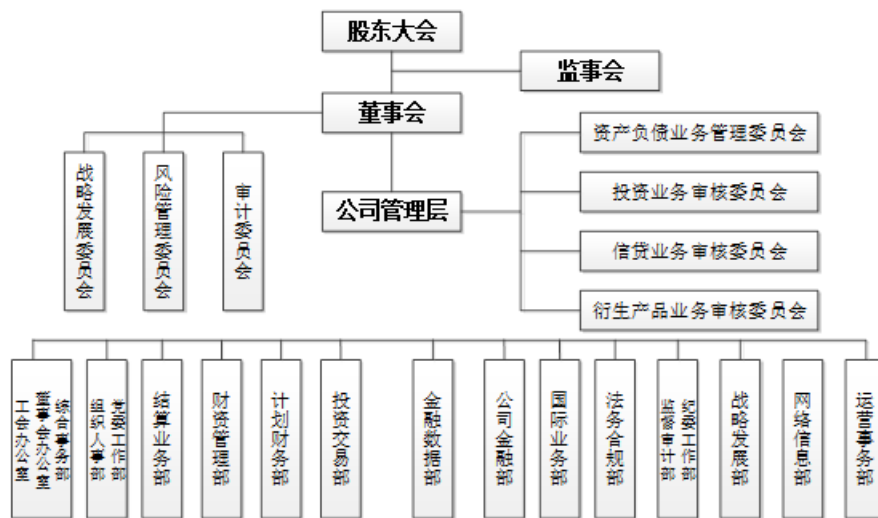 股东大会
监事会
董事会
资产负债业务管理委员会
战略发展委员会
风险管理委员会
审计委员会
投资业务审核委员会
公司管理层
信贷业务审核委员会
衍生产品业务审核委员会
综合事务部
董事会办公室
工会办公室
党委工作部
组织人事部
结算业务部
财资管理部
计划财务部
投资交易部
金融数据部
公司金融部
国际业务部
法务合规部
纪委工作部
监督审计部
战略发展部
网络信息部
运营事务部